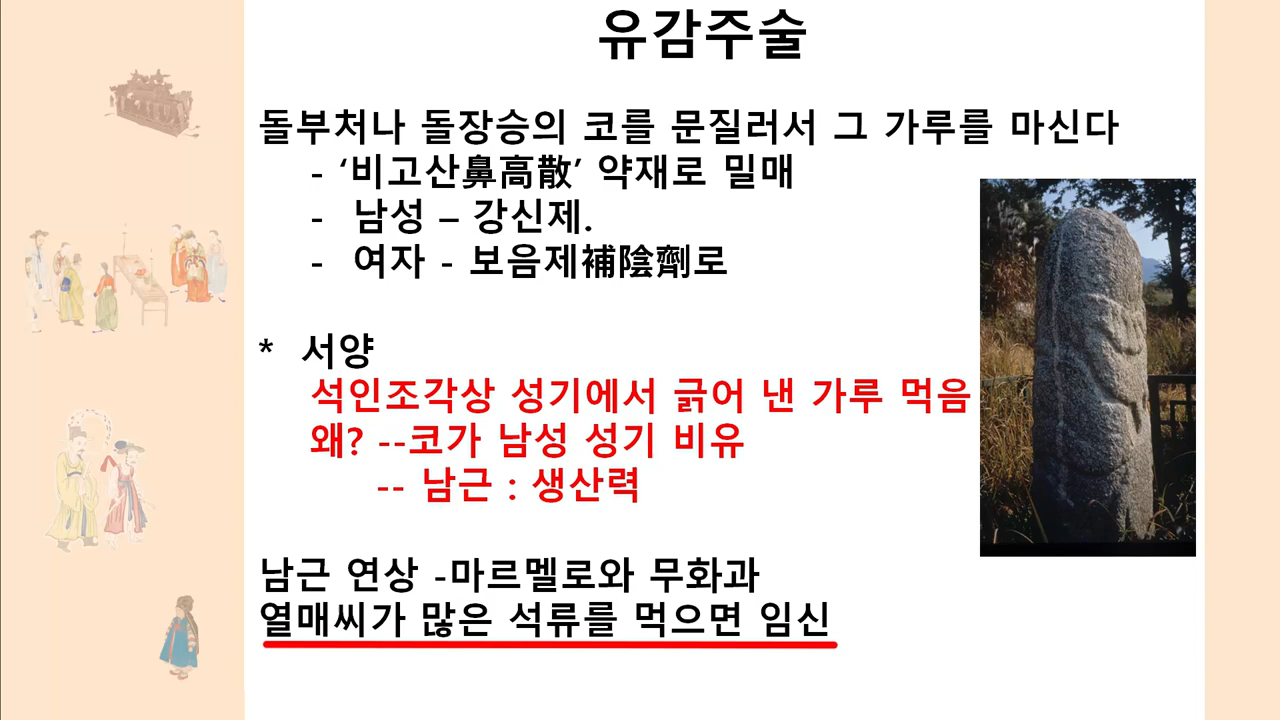 유감주술
돌부처나 돌장승의 코를 문질러서 그 가루를 마신다
- ‘비고산鼻高散’ 약재로 밀매
- 남성 – 강신제.
- 여자 - 보음제補陰劑로
* 서양
석인조각상 성기에서 긁어 낸 가루 먹음
왜? --코가 남성 성기 비유
-- 남근 : 생산력
남근 연상 -마르멜로와 무화과
열매씨가 많은 석류를 먹으면 임신